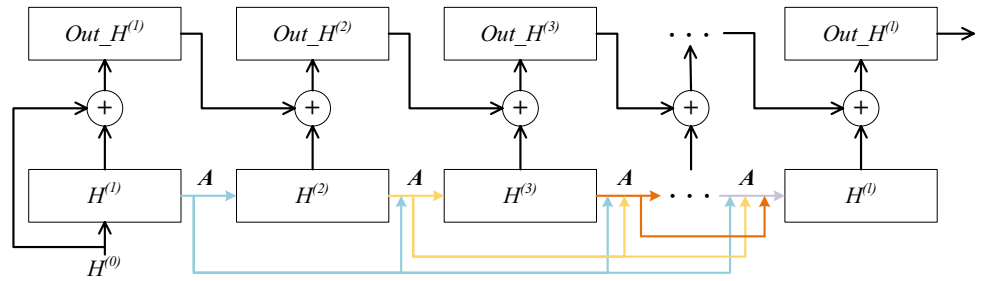 Out_H^(1) Out_H^(2) Out_H^(3) ... Out_H^(l)
+ + + + +
H^(1) A H^(2) A H^(3) A ... A H^(l)
H^(0)